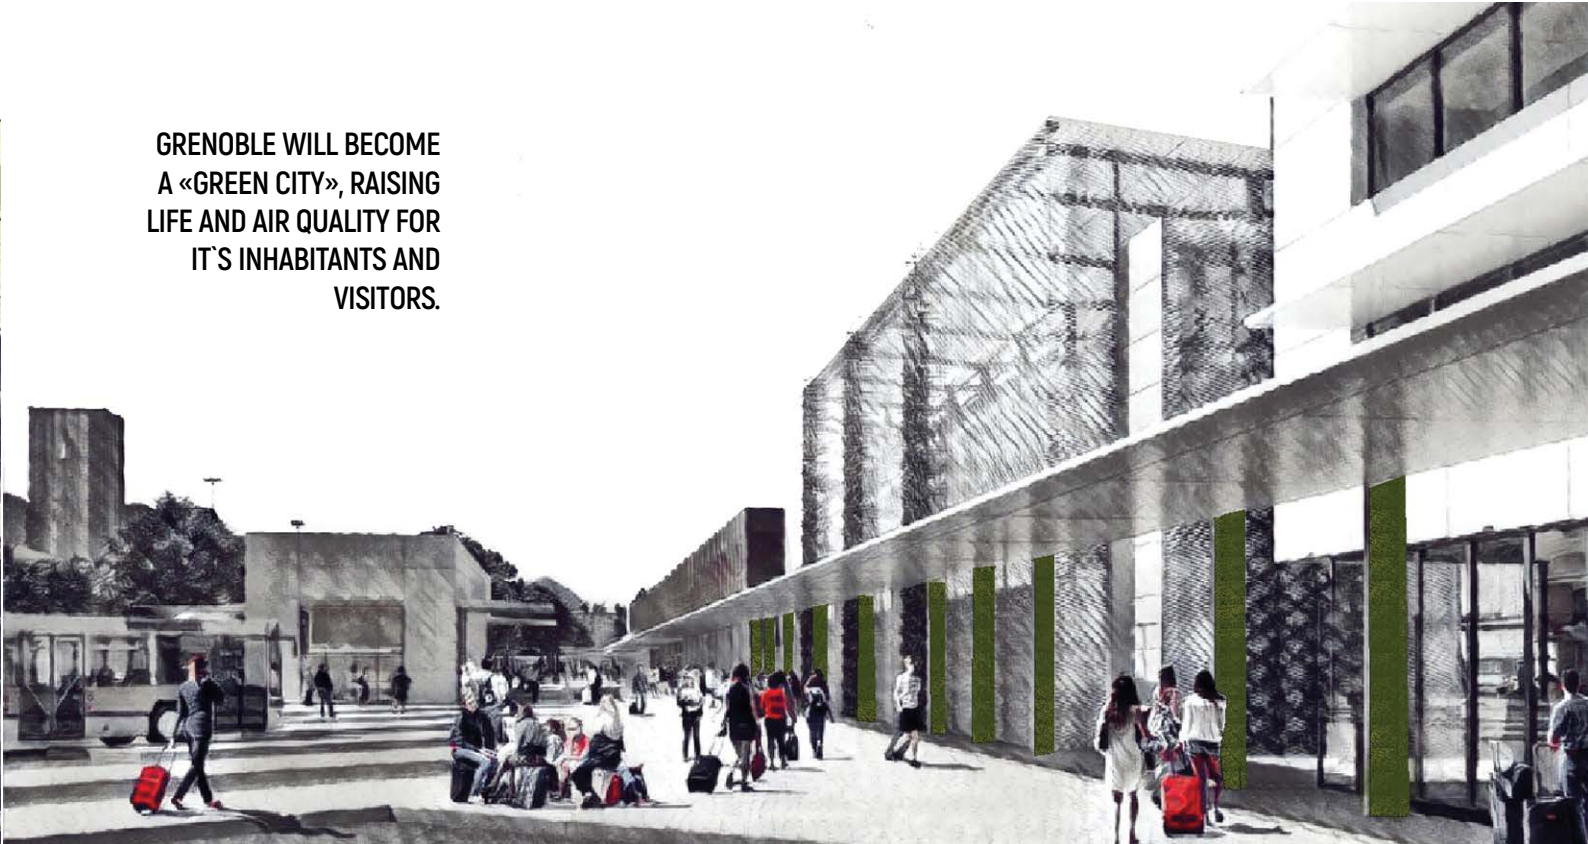 GRENOBLE WILL BECOME
A «GREEN CITY», RAISING
LIFE AND AIR QUALITY FOR
IT`S INHABITANTS AND
VISITORS.